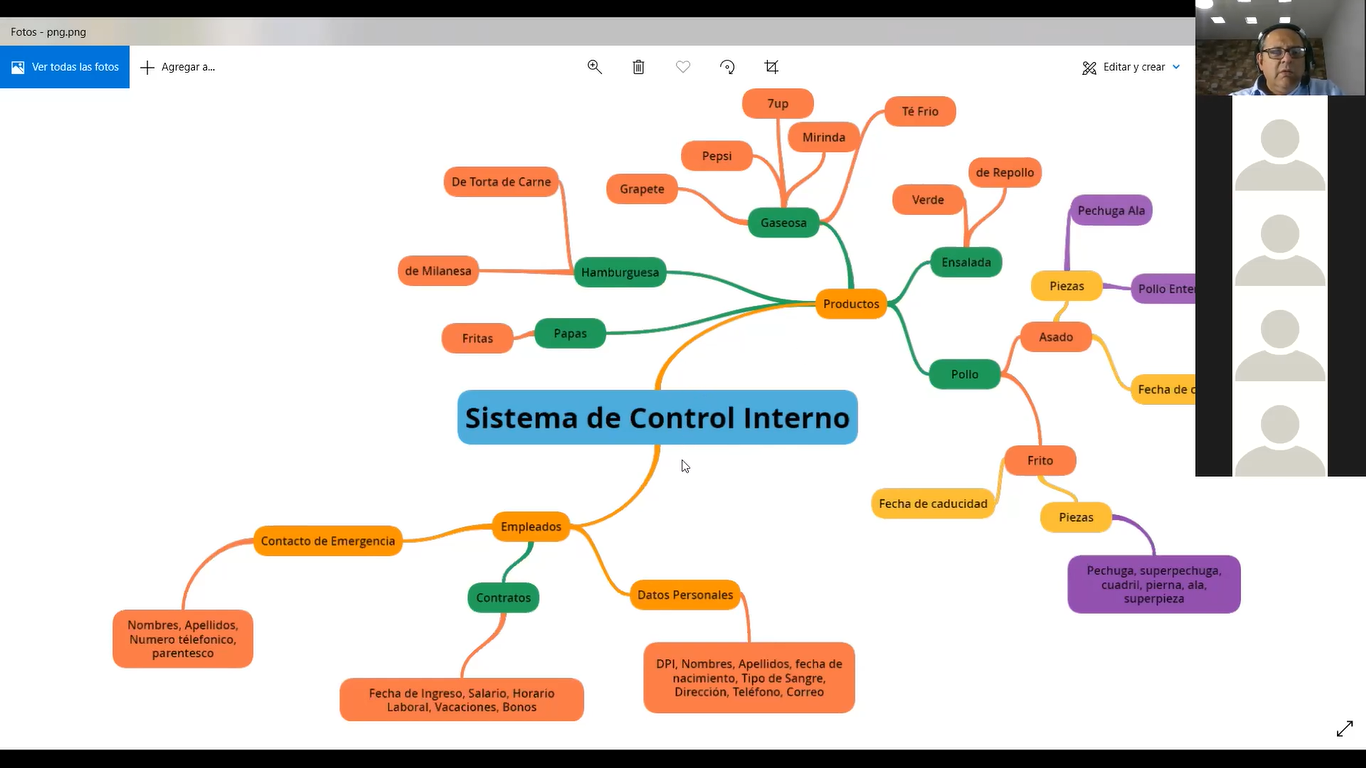 Fotos - png.png
Ver todas las fotos
Agregar a...
Editar y crear
7up
Té Frio
Mirinda
Pepsi
De Torta de Carne
Grapete
de Repollo
Verde
Pechuga Ala
Gaseosa
Ensalada
de Milanesa
Hamburguesa
Piezas
Pollo
Productos
Fritas
Papas
Asado
Pollo
Fecha de
Sistema de Control Interno
Frito
Fecha de caducidad
Piezas
Empleados
Contacto de Emergencia
Pechuga, superpechuga,
cuadril, pierna, ala,
superpieza
Contratos
Datos Personales
Nombres, Apellidos,
Numero télefonico,
parentesco
DPI, Nombres, Apellidos, fecha de
nacimiento, Tipo de Sangre,
Dirección, Teléfono, Correo
Fecha de Ingreso, Salario, Horario
Laboral, Vacaciones, Bonos